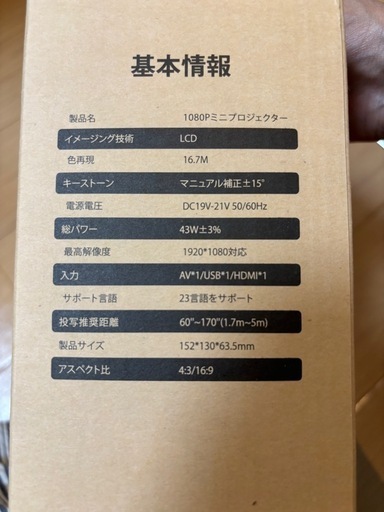 基本情報
製品名 1080Pミニプロジェクター
イメージング技術 LCD
色再現 16.7M
キーストーン マニュアル補正±15°
電源電圧 DC19V-21V 50/60Hz
総パワー 43W±3%
最高解像度 1920*1080対応
入力 AV*1/USB*1/HDMI*1
サポート言語 23言語をサポート
投写推奨距離 60"~170"(1.7m~5m)
製品サイズ 152*130*63.5mm
アスペクト比 4:3/16:9